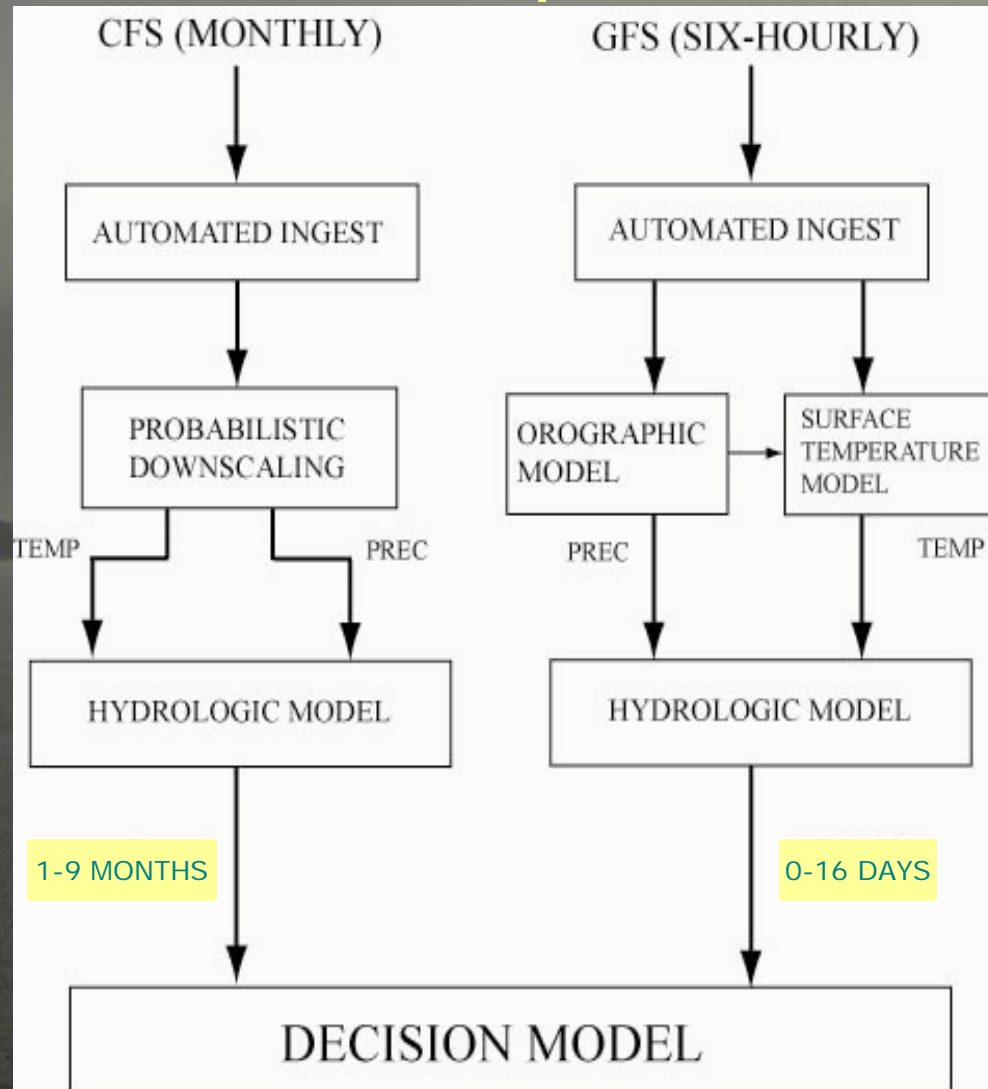 CFS (MONTHLY)
AUTOMATED INGEST
PROBABILISTIC
DOWNSCALING
TEMP
PREC
HYDROLOGIC MODEL
1-9 MONTHS
GFS (SIX-HOURLY)
AUTOMATED INGEST
OROGRAPHIC
MODEL
SURFACE
TEMPERATURE
MODEL
PREC
TEMP
HYDROLOGIC MODEL
0-16 DAYS
DECISION MODEL